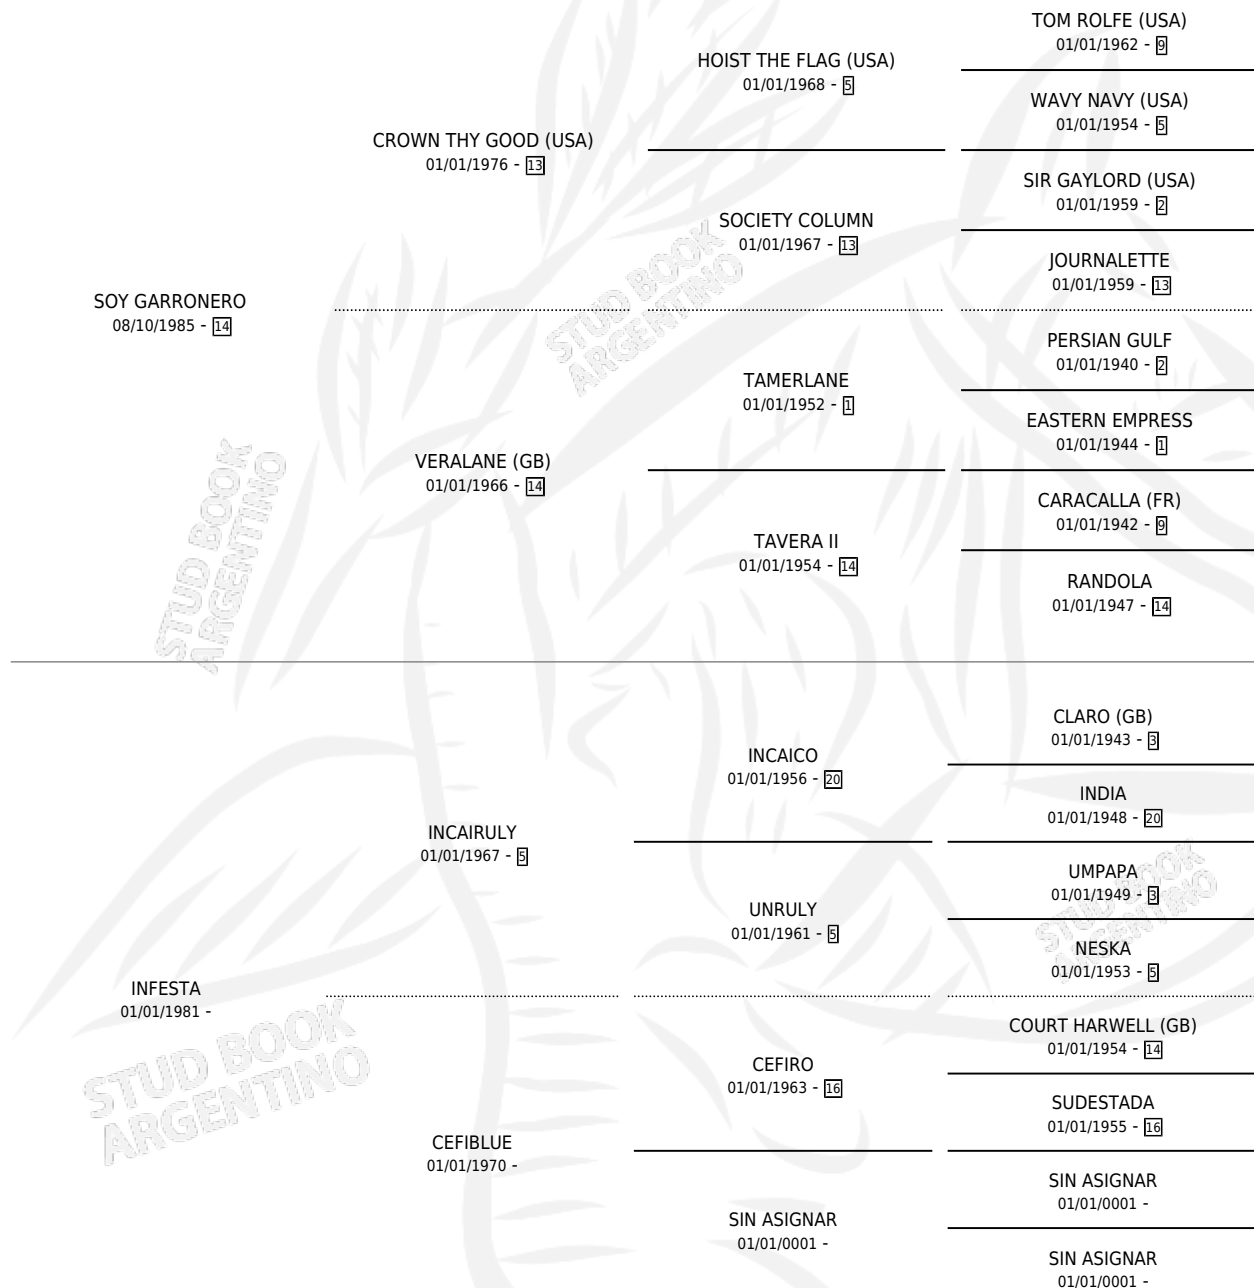 TOM ROLFE (USA)
01/01/1962 - 9
HOIST THE FLAG (USA)
01/01/1968 - 5
WAVY NAVY (USA)
01/01/1954 - 5
CROWN THY GOOD (USA)
01/01/1976 - 13
SIR GAYLORD (USA)
01/01/1959 - 2
SOCIETY COLUMN
01/01/1967 - 13
JOURNALETTE
01/01/1959 - 13
SOY GARRONERO
08/10/1985 - 14
PERSIAN GULF
01/01/1940 - 2
TAMERLANE
01/01/1952 - 1
EASTERN EMPRESS
01/01/1944 - 1
VERALANE (GB)
01/01/1966 - 14
CARACALLA (FR)
01/01/1942 - 9
TAVERA II
01/01/1954 - 14
RANDOLA
01/01/1947 - 14
CLARO (GB)
01/01/1943 - 3
INCAICO
01/01/1956 - 20
INDIA
01/01/1948 - 20
INCAIRULY
01/01/1967 - 5
UMPAPA
01/01/1949 - 3
UNRULY
01/01/1961 - 5
NESKA
01/01/1953 - 5
INFESTA
01/01/1981 -
COURT HARWELL (GB)
01/01/1954 - 14
CEFIRO
01/01/1963 - 16
SUDESTADA
01/01/1955 - 16
CEFIBLUE
01/01/1970 -
SIN ASIGNAR
01/01/0001 -
SIN ASIGNAR
01/01/0001 -
SIN ASIGNAR
01/01/0001 -
STUD BOOK
ARGENTINO
STUD BOOK
ARGENTINO
STUD BOOK
ARGENTINO
STUD BOOK
ARGENTINO